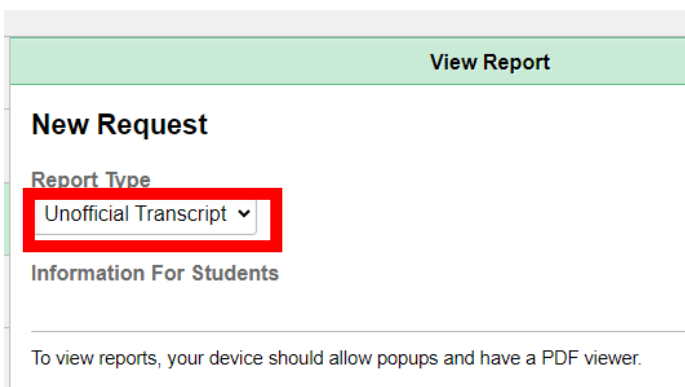 View Report
New Request
Report Type
Unofficial Transcript
Information For Students
To view reports, your device should allow popups and have a PDF viewer.